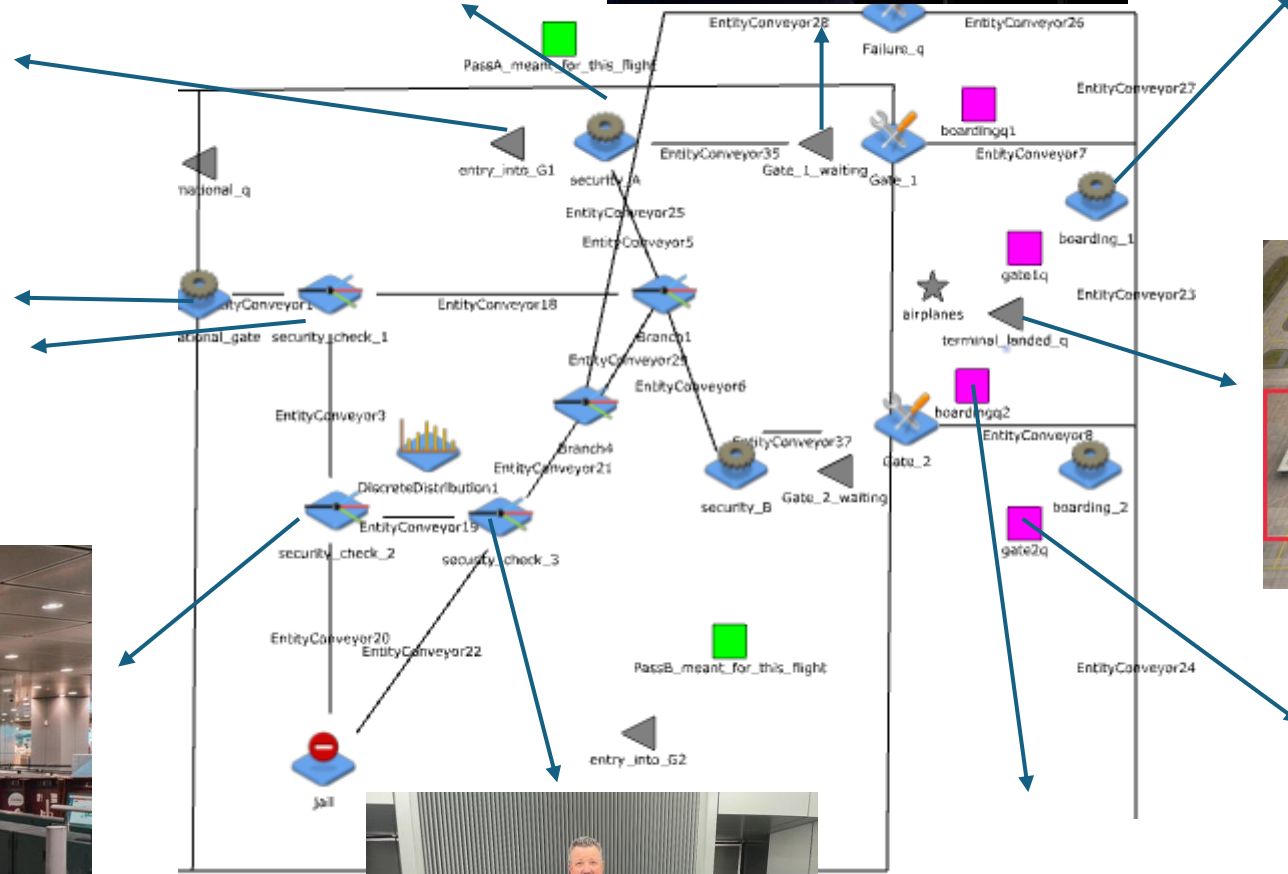 EntityConveyor28
EntityConveyor26
Failure_q
PassA_meant_for_this_flight
EntityConveyor27
boardingq1
EntityConveyor35
EntityConveyor7
entry_into_G1
security_A
Gate_1_waiting
Gate_1
national_q
EntityConveyor25
boarding_1
EntityConveyor5
gate1q
EntityConveyor18
EntityConveyor23
airplanes
ational_gate
security_check_1
Branch1
terminal_landed_q
EntityConveyor6
EntityConveyor3
boardingq2
EntityConveyor37
EntityConveyor8
Branch4
Gate_2
EntityConveyor21
DiscreteDistribution1
Gate_2_waiting
security_B
boarding_2
EntityConveyor19
security_check_2
security_check_3
gate2q
EntityConveyor20
EntityConveyor22
PassB_meant_for_this_flight
EntityConveyor24
entry_into_G2
Jail